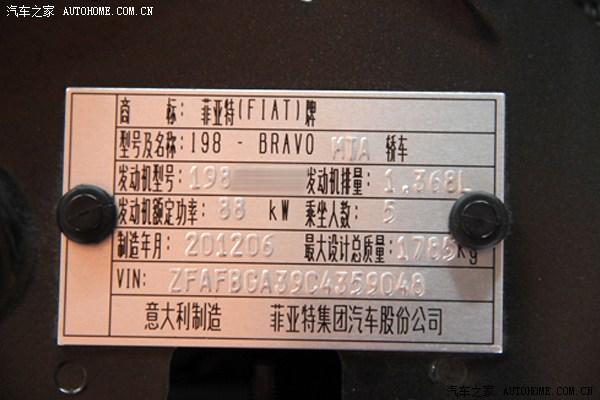 汽车之家 AUTOHOME.COM.CN
商 标: 菲亚特(FIAT)牌
型号及名称: 198 - BRAVO MTA 轿车
发动机型号: 198 发动机排量: 1.368L
发动机额定功率: 88 kW 乘坐人数: 5
制造年月: 201206 最大设计总质量: 1785kg
VIN: ZFAFBGA39C4359048
意大利制造 菲亚特集团汽车股份公司
汽车之家 AUTOHOME.COM.CN